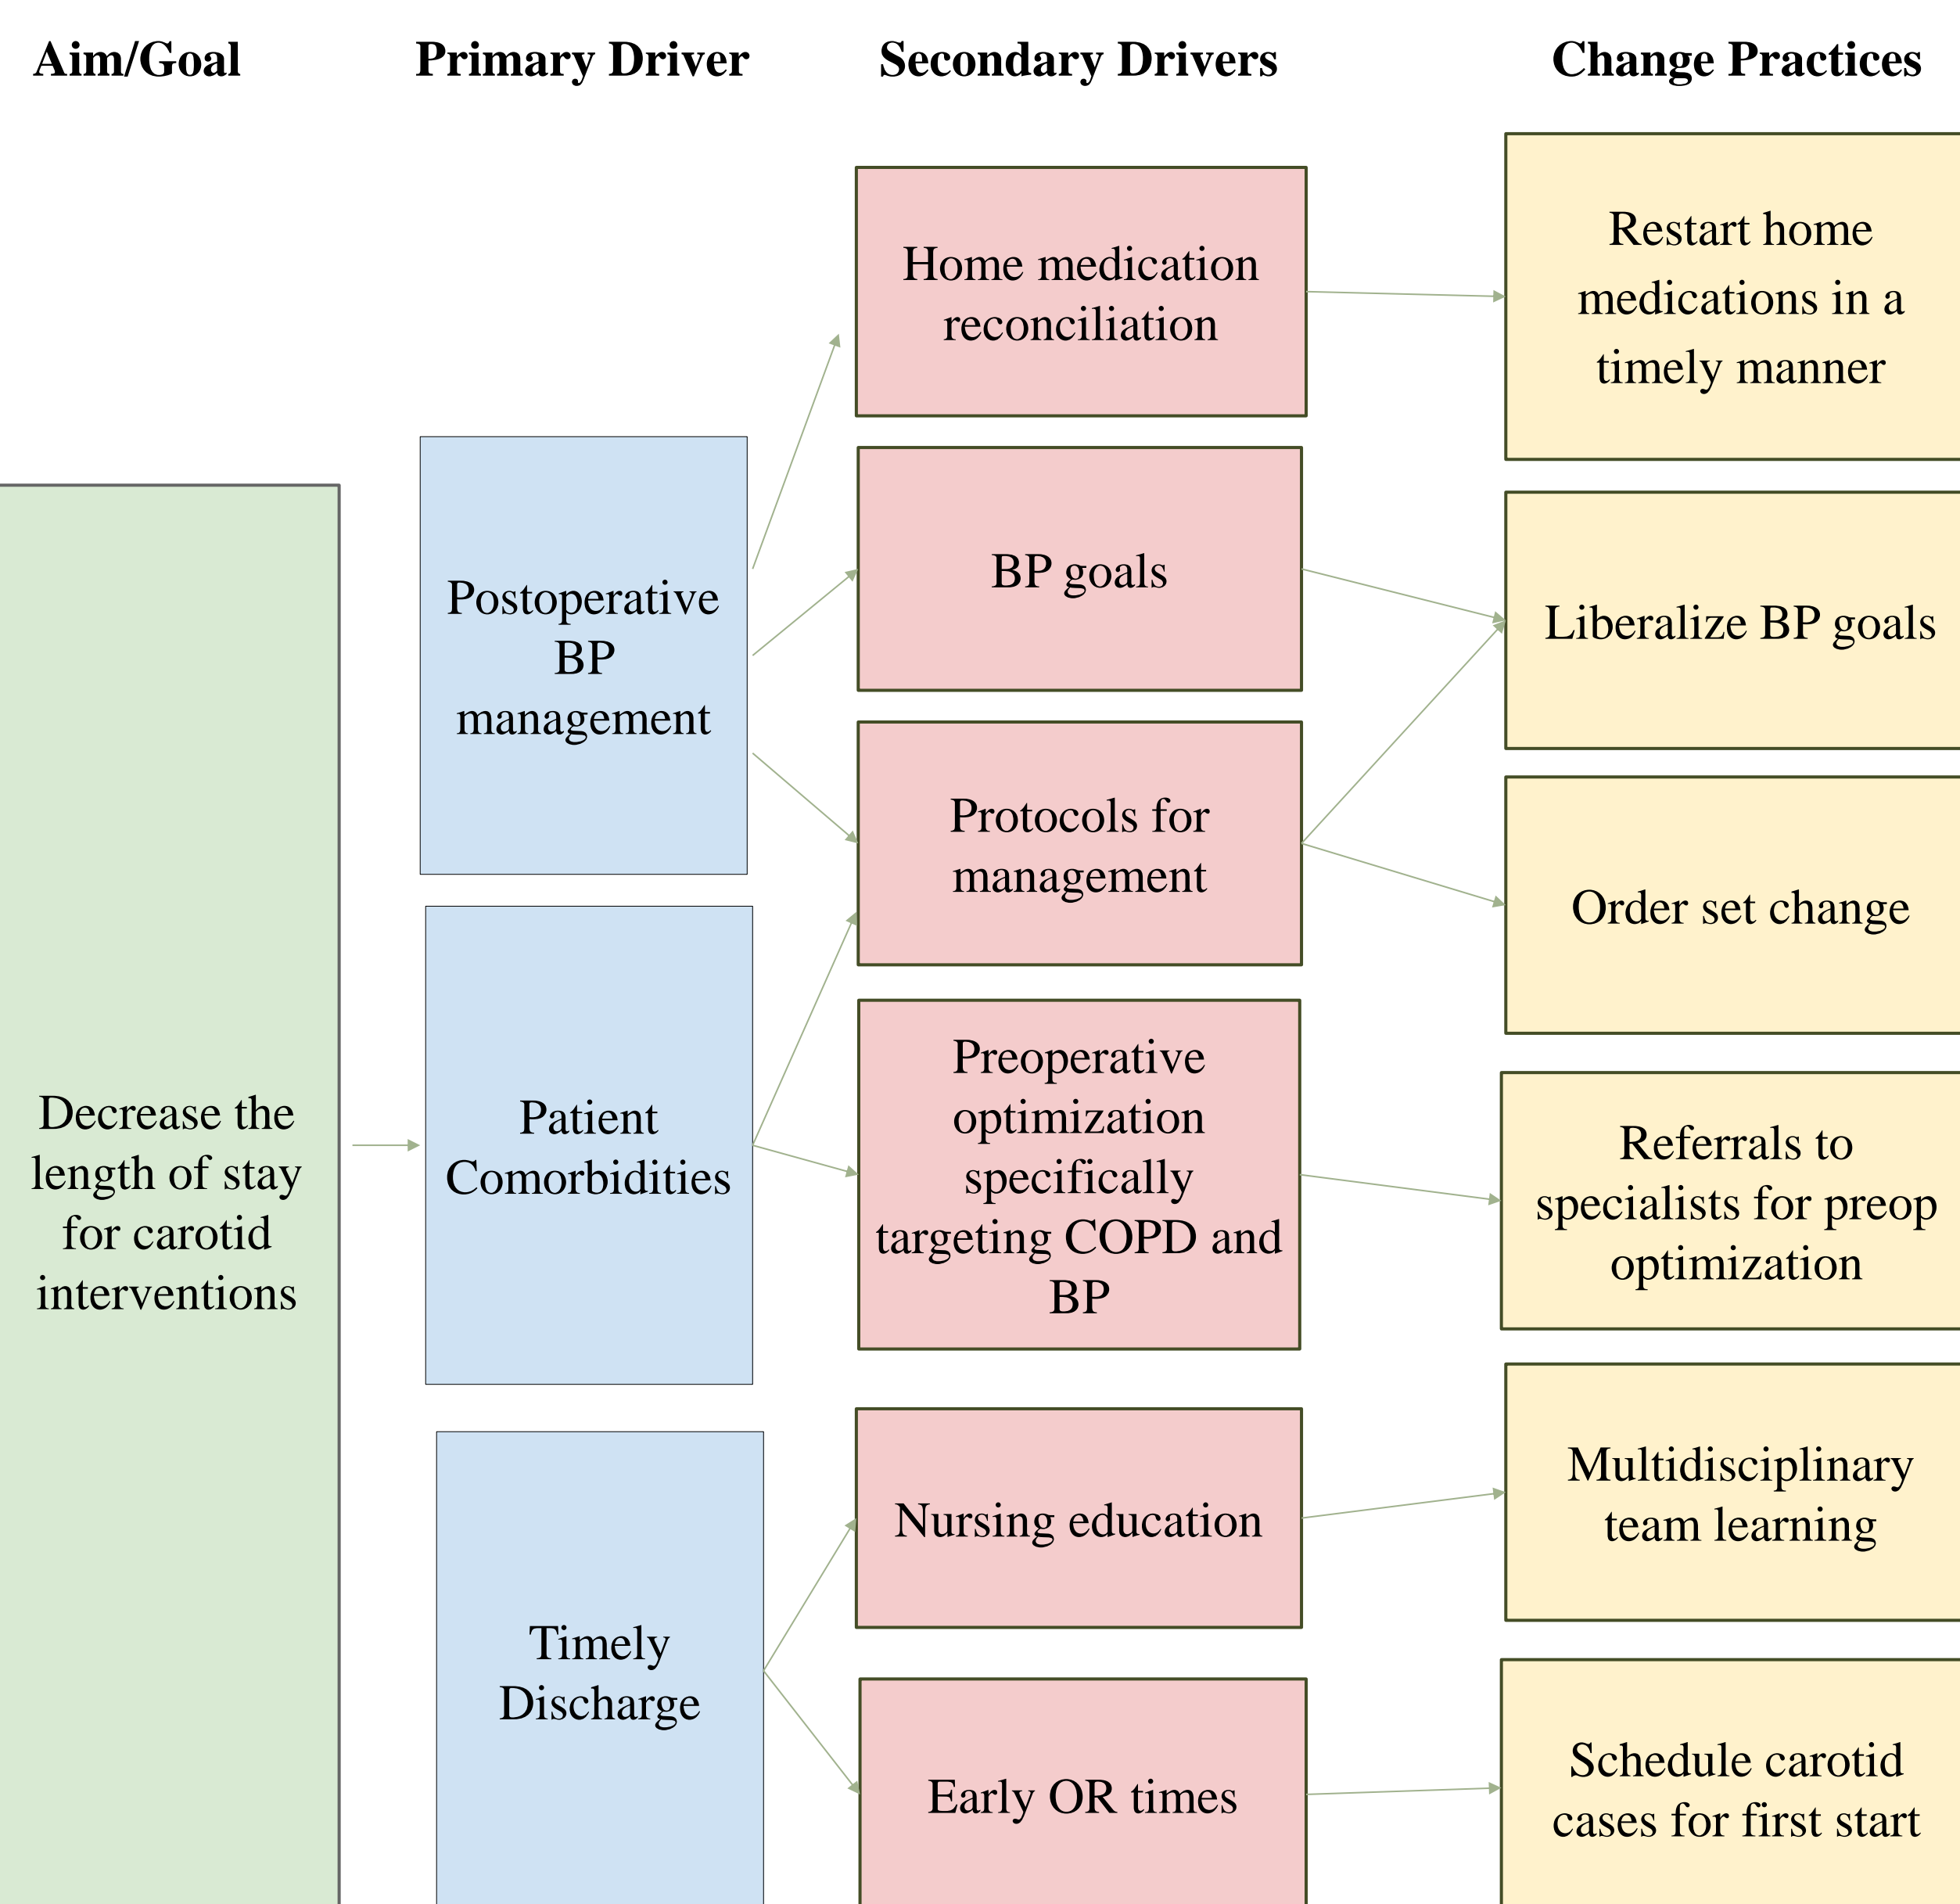 Aim/Goal
Primary Driver
Secondary Drivers
Change Practices
Decrease the
length of stay
for carotid
interventions
Postoperative
BP
management
Patient
Comorbidities
Timely
Discharge
Home medication
reconciliation
BP goals
Protocols for
management
Preoperative
optimization
specifically
targeting COPD and
BP
Nursing education
Early OR times
Restart home
medications in a
timely manner
Liberalize BP goals
Order set change
Referrals to
specialists for preop
optimization
Multidisciplinary
team learning
Schedule carotid
cases for first start